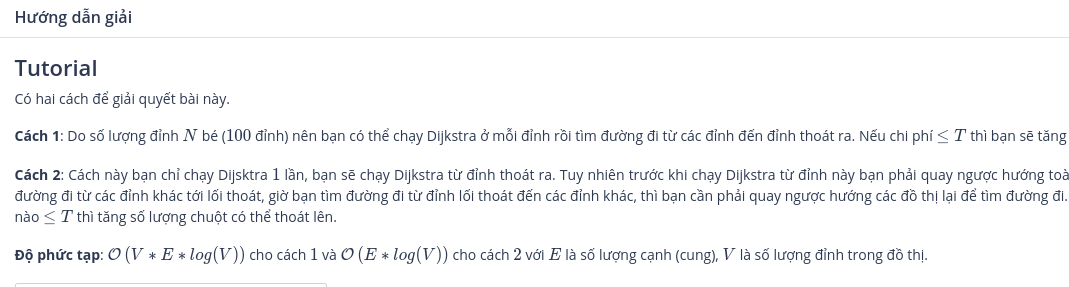 Hướng dẫn giải
Tutorial
Có hai cách để giải quyết bài này.
Cách 1: Do số lượng đỉnh N bé (100 đỉnh) nên bạn có thể chạy Dijkstra ở mỗi đỉnh rồi tìm đường đi từ các đỉnh đến đỉnh thoát ra. Nếu chi phí ≤ T thì bạn sẽ tăng
Cách 2: Cách này bạn chỉ chạy Dijsktra 1 lần, bạn sẽ chạy Dijkstra từ đỉnh thoát ra. Tuy nhiên trước khi chạy Dijkstra từ đỉnh này bạn phải quay ngược hướng toà
đường đi từ các đỉnh khác tới lối thoát, giờ bạn tìm đường đi từ đỉnh lối thoát đến các đỉnh khác, thì bạn cần phải quay ngược hướng các đồ thị lại để tìm đường đi.
nào ≤ T thì tăng số lượng chuột có thể thoát lên.
Độ phức tạp: O (V * E * log(V)) cho cách 1 và O (E * log(V)) cho cách 2 với E là số lượng cạnh (cung), V là số lượng đỉnh trong đồ thị.